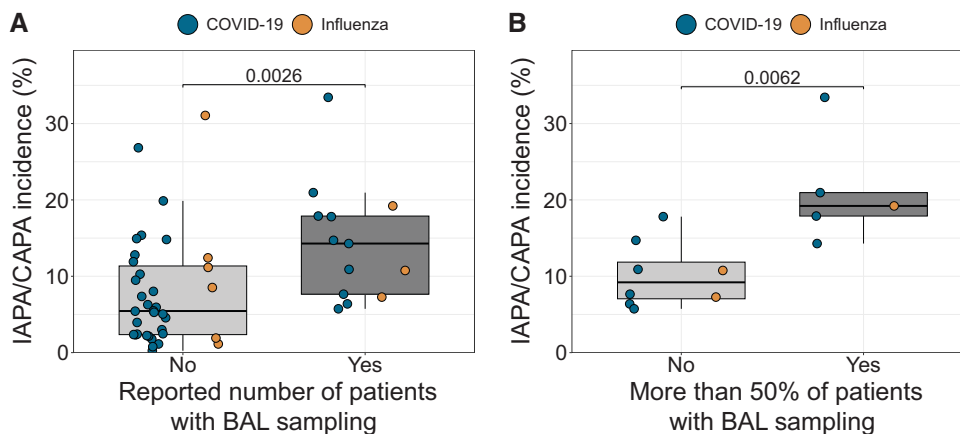 A
COVID-19 Influenza
IAPA/CAPA incidence (%)
0.0026
30
20
10
0
No Yes
Reported number of patients
with BAL sampling
B
COVID-19 Influenza
IAPA/CAPA incidence (%)
0.0062
30
20
10
0
No Yes
More than 50% of patients
with BAL sampling